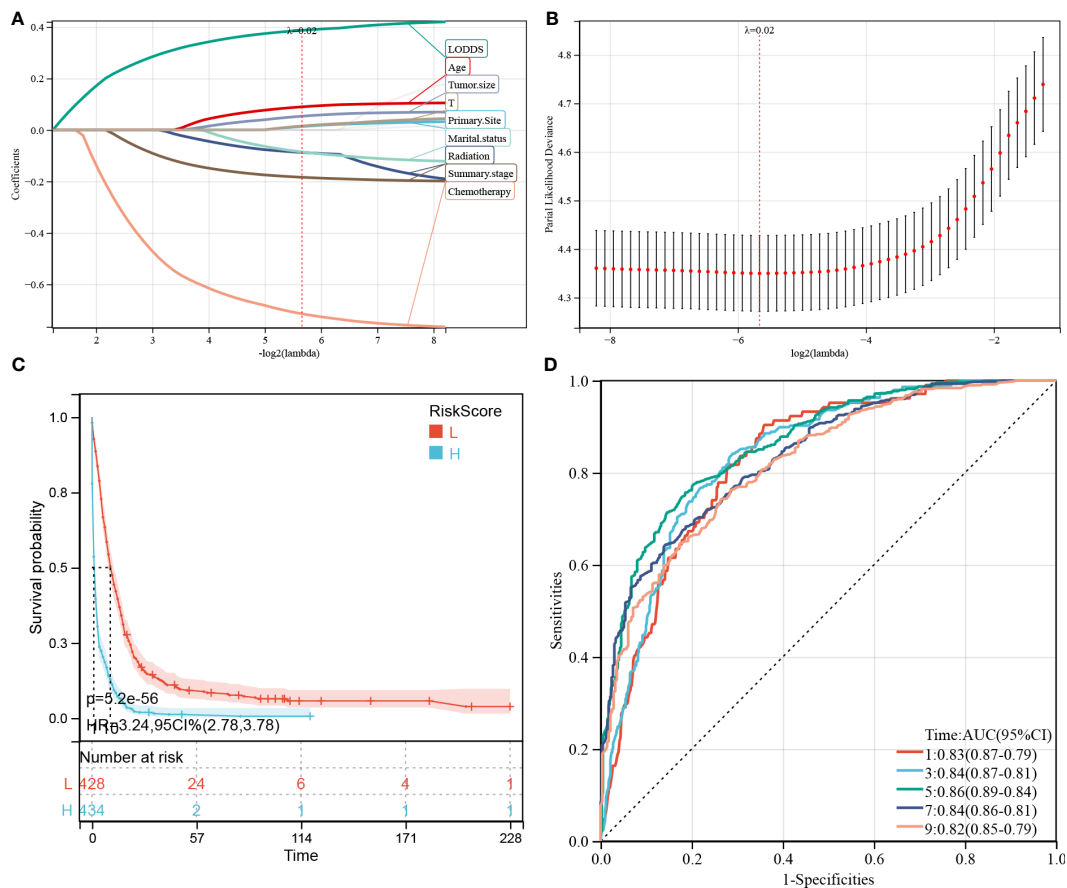 A
0.4
0.2
0.0
−0.2
−0.4
−0.6
Coefficients
λ=0.02
LODDS
Age
Tumor.size
T
Primary.Site
Marital.status
Radiation
Summary.stage
Chemotherapy
2
3
4
5
6
7
8
-log2(lambda)
B
λ=0.02
4.8
4.7
4.6
4.5
4.4
4.3
Parial Likelihood Deviance
−8
−6
−4
−2
log2(lambda)
C
RiskScore
L
H
1.0
0.8
0.5
0.3
0.0
Survival probability
p=5.2e-56
HR=3.24,95CI%(2.78,3.78)
Number at risk
L 428 24 6 4 1
H 434 2 1 1 1
0 57 114 171 228
Time
D
1.0
0.8
0.6
0.4
0.2
0.0
Sensitivities
Time:AUC(95%CI)
1:0.83(0.87-0.79)
3:0.84(0.87-0.81)
5:0.86(0.89-0.84)
7:0.84(0.86-0.81)
9:0.82(0.85-0.79)
0.0 0.2 0.4 0.6 0.8 1.0
1-Specificities